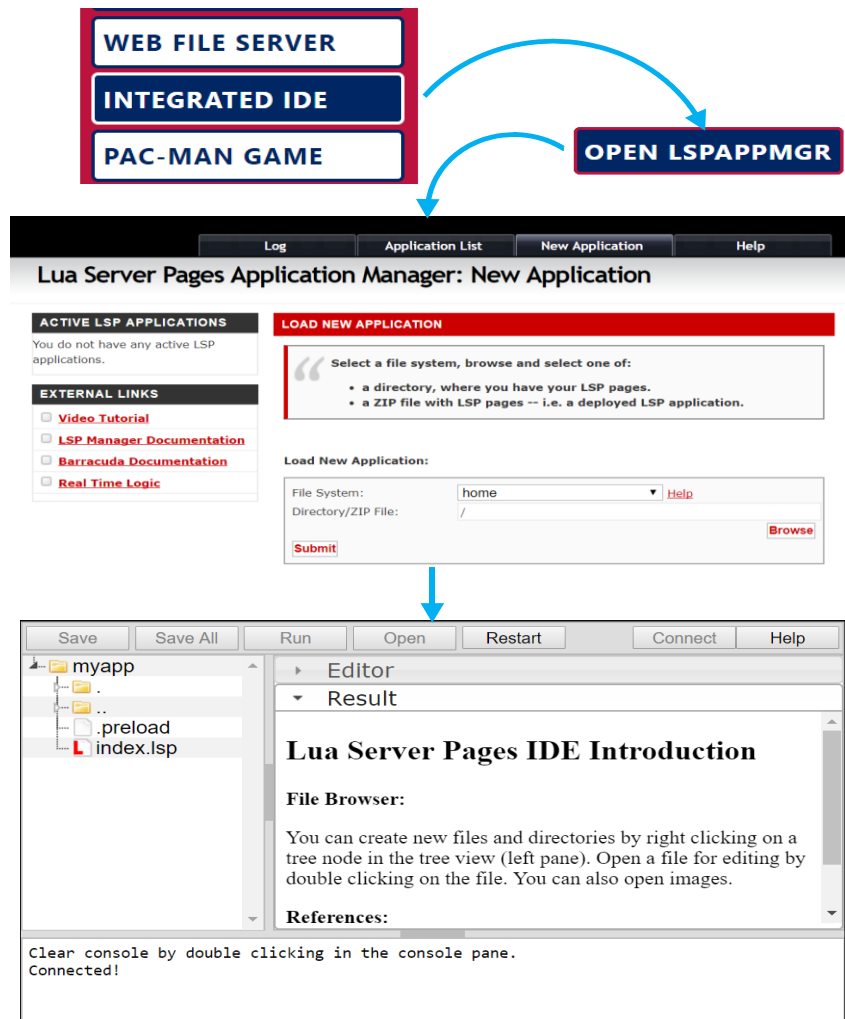 WEB FILE SERVER
INTEGRATED IDE
PAC-MAN GAME
OPEN LSPAPPMGR
Log Application List New Application Help
Lua Server Pages Application Manager: New Application
ACTIVE LSP APPLICATIONS
You do not have any active LSP
applications.
EXTERNAL LINKS
Video Tutorial
LSP Manager Documentation
Barracuda Documentation
Real Time Logic
LOAD NEW APPLICATION
Select a file system, browse and select one of:
• a directory, where you have your LSP pages.
• a ZIP file with LSP pages -- i.e. a deployed LSP application.
Load New Application:
File System: home Help
Directory/ZIP File: /
Browse
Submit
Save Save All Run Open Restart Connect Help
myapp
.
..
.preload
index.lsp
Editor
Result
Lua Server Pages IDE Introduction
File Browser:
You can create new files and directories by right clicking on a
tree node in the tree view (left pane). Open a file for editing by
double clicking on the file. You can also open images.
References:
Clear console by double clicking in the console pane.
Connected!